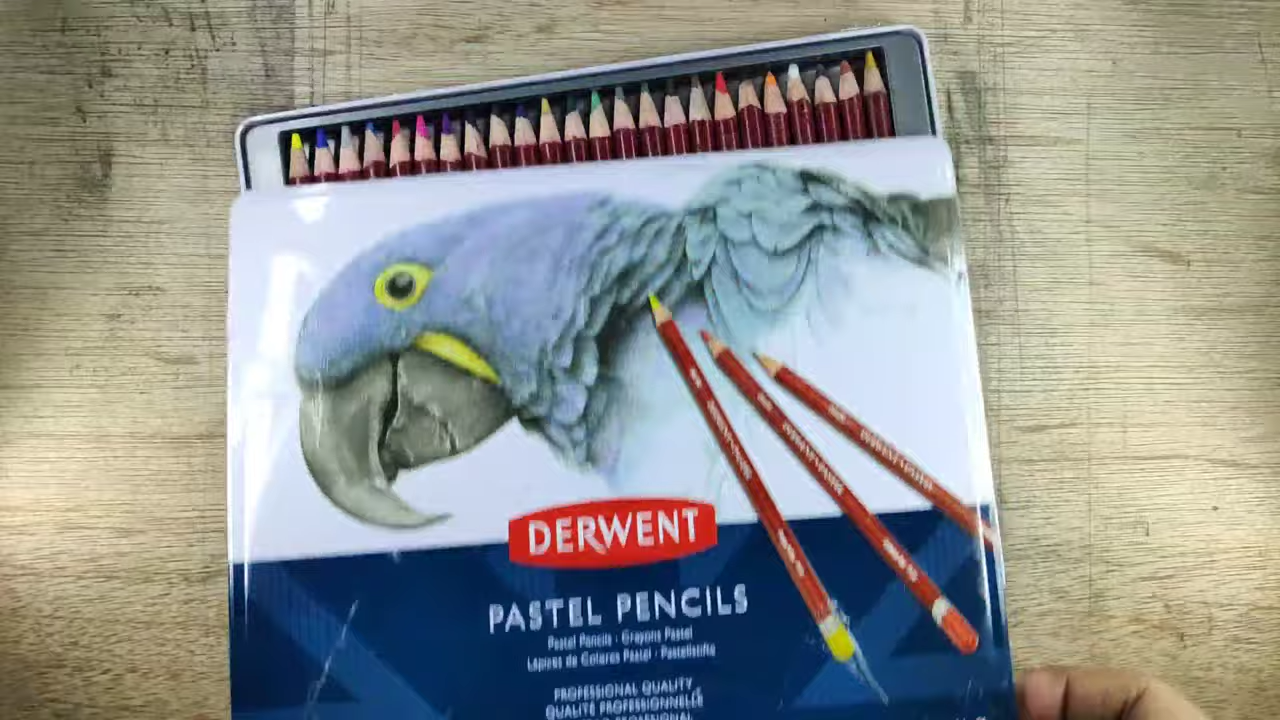 DERWENT
PASTEL PENCILS
Pastel Pencils · Crayons Pastel
Lápices de Colores Pastel · Pastellstifte
PROFESSIONAL QUALITY
QUALITÉ PROFESSIONNELLE